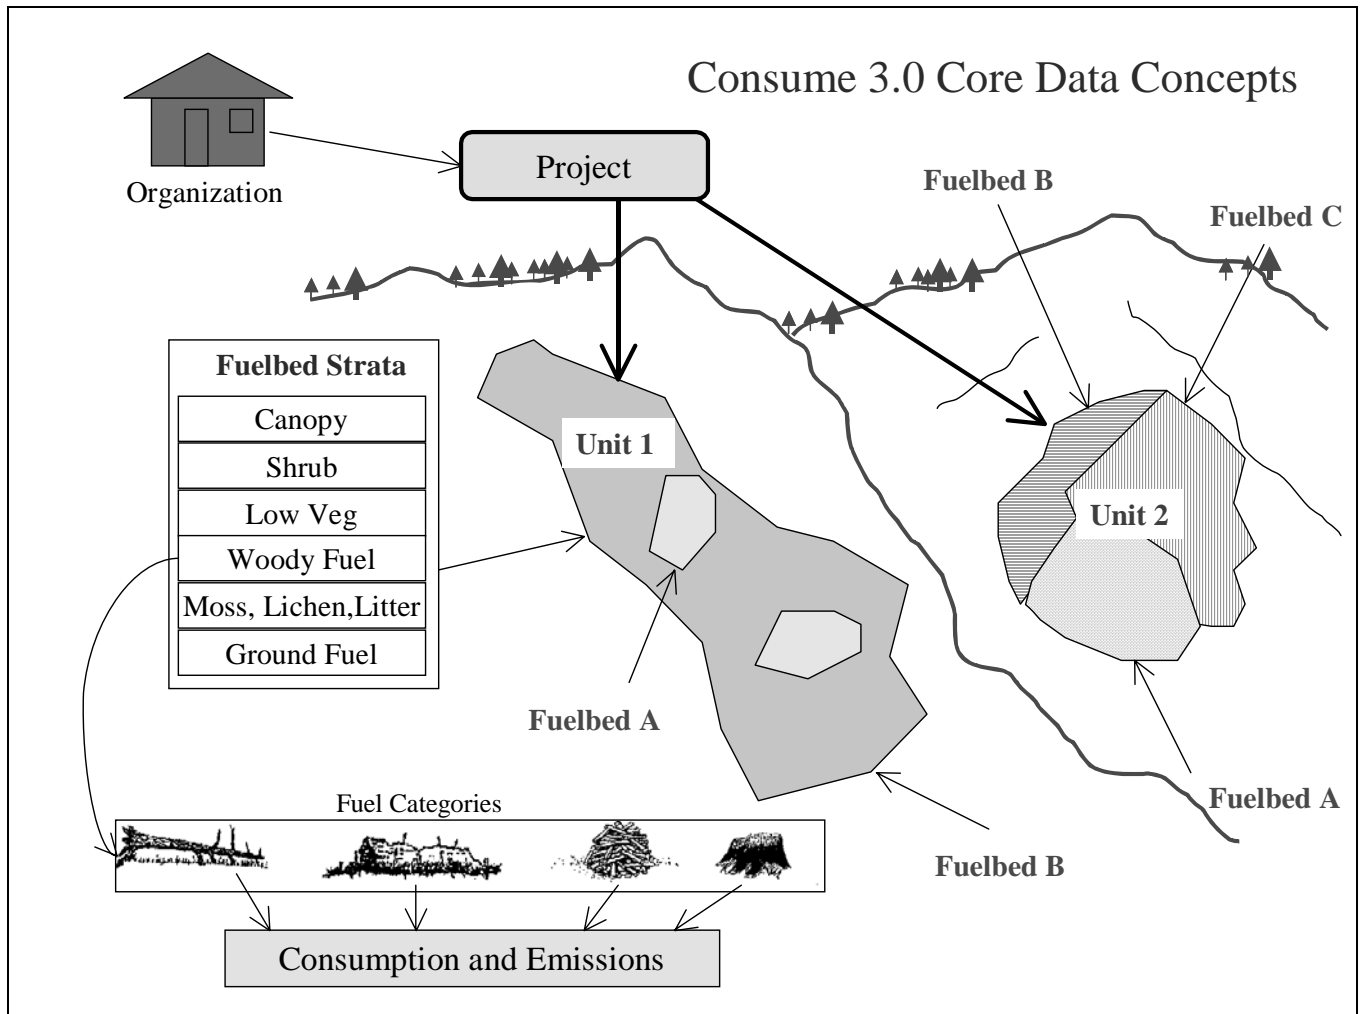 Consume 3.0 Core Data Concepts
Project
Organization
Fuelbed B
Fuelbed C
Fuelbed Strata
Canopy
Shrub
Low Veg
Woody Fuel
Moss, Lichen,Litter
Ground Fuel
Unit 1
Unit 2
Fuelbed A
Fuelbed A
Fuelbed B
Fuel Categories
Consumption and Emissions